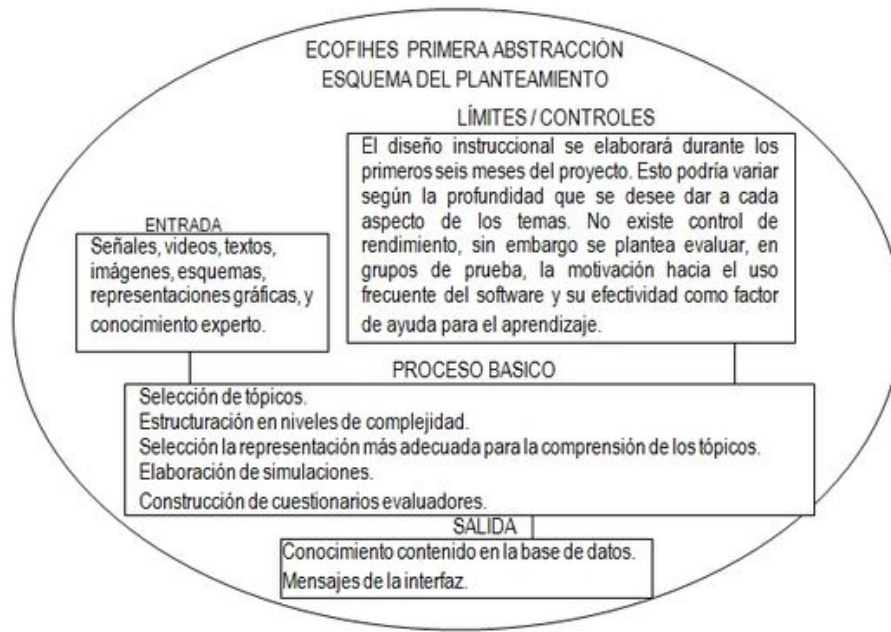 ECOFIHES PRIMERA ABSTRACCIÓN
ESQUEMA DEL PLANTEAMIENTO
LÍMITES / CONTROLES
El diseño instruccional se elaborará durante los
primeros seis meses del proyecto. Esto podría variar
según la profundidad que se desee dar a cada
aspecto de los temas. No existe control de
rendimiento, sin embargo se plantea evaluar, en
grupos de prueba, la motivación hacia el uso
frecuente del software y su efectividad como factor
de ayuda para el aprendizaje.
ENTRADA
Señales, videos, textos,
imágenes, esquemas,
representaciones gráficas, y
conocimiento experto.
PROCESO BASICO
Selección de tópicos.
Estructuración en niveles de complejidad.
Selección la representación más adecuada para la comprensión de los tópicos.
Elaboración de simulaciones.
Construcción de cuestionarios evaluadores.
SALIDA
Conocimiento contenido en la base de datos.
Mensajes de la interfaz.